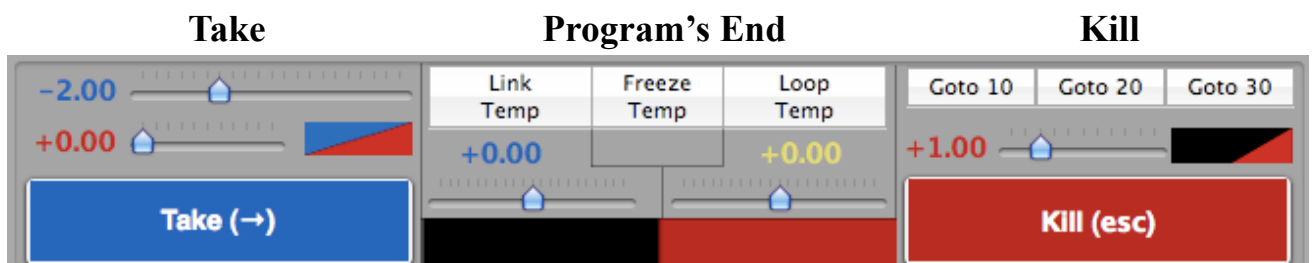 Take Program's End Kill
-2.00 Link Freeze Loop Goto 10 Goto 20 Goto 30
Temp Temp Temp
+0.00 +0.00 +0.00 +1.00
Take (→) Kill (esc)